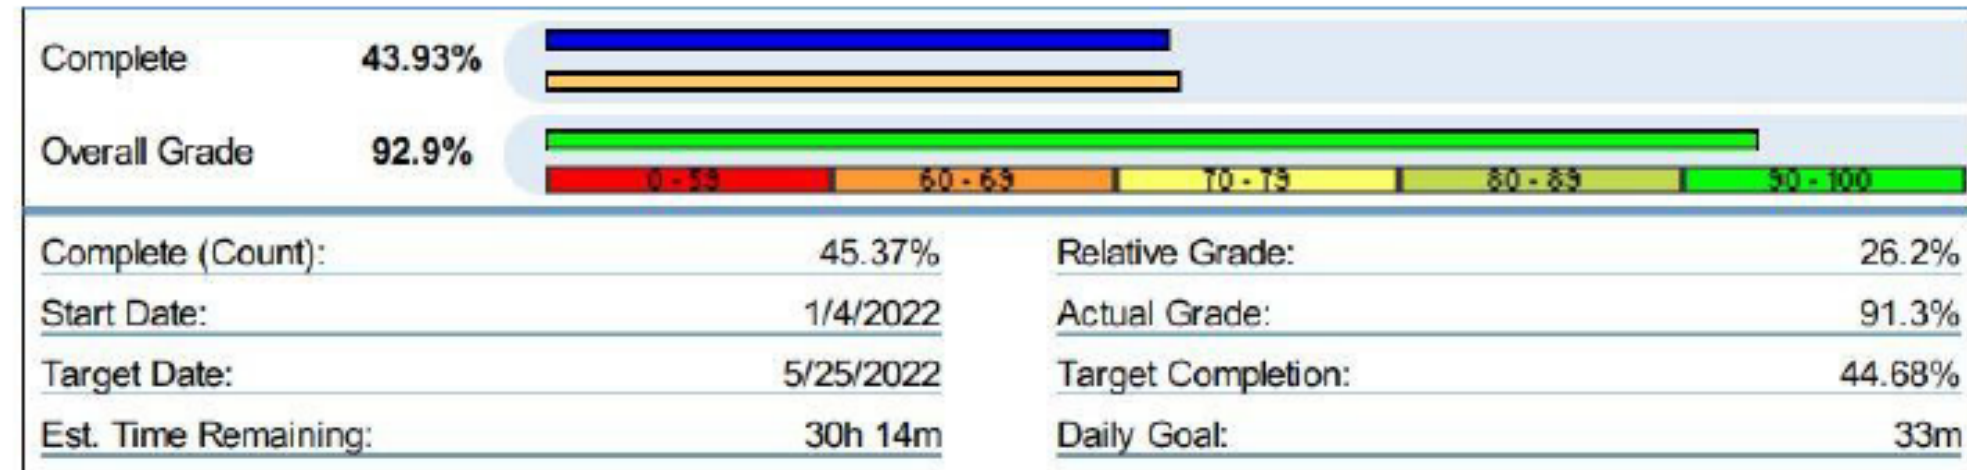 Complete 43.93%
Overall Grade 92.9%
0 - 59 60 - 69 70 - 79 80 - 89 90 - 100
Complete (Count): 45.37% Relative Grade: 26.2%
Start Date: 1/4/2022 Actual Grade: 91.3%
Target Date: 5/25/2022 Target Completion: 44.68%
Est. Time Remaining: 30h 14m Daily Goal: 33m